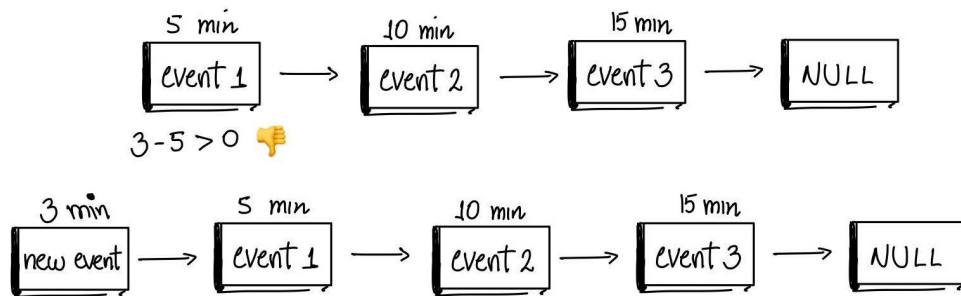 5 min 10 min 15 min
event 1 event 2 event 3 NULL
3-5 > 0 👎
3 min 5 min 10 min 15 min
new event event 1 event 2 event 3 NULL